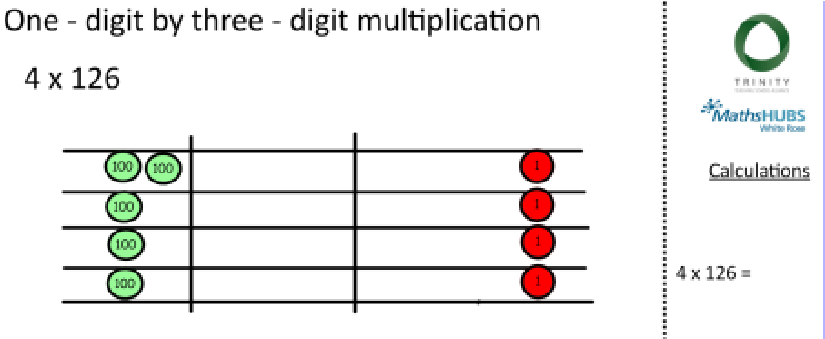 One - digit by three - digit multiplication
4 x 126
100 100 1
100 1
100 1
100 1
TRINITY
MathsHUBS
White Rose
Calculations
4 x 126 =